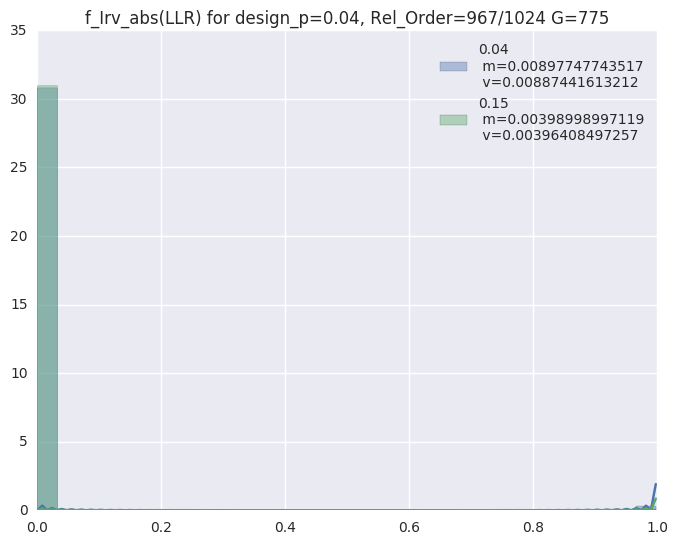 f_Irv_abs(LLR) for design_p=0.04, Rel_Order=967/1024 G=775
35
30
25
20
15
10
5
0
0.0 0.2 0.4 0.6 0.8 1.0
0.04
m=0.00897747743517
v=0.00887441613212
0.15
m=0.00398998997119
v=0.00396408497257